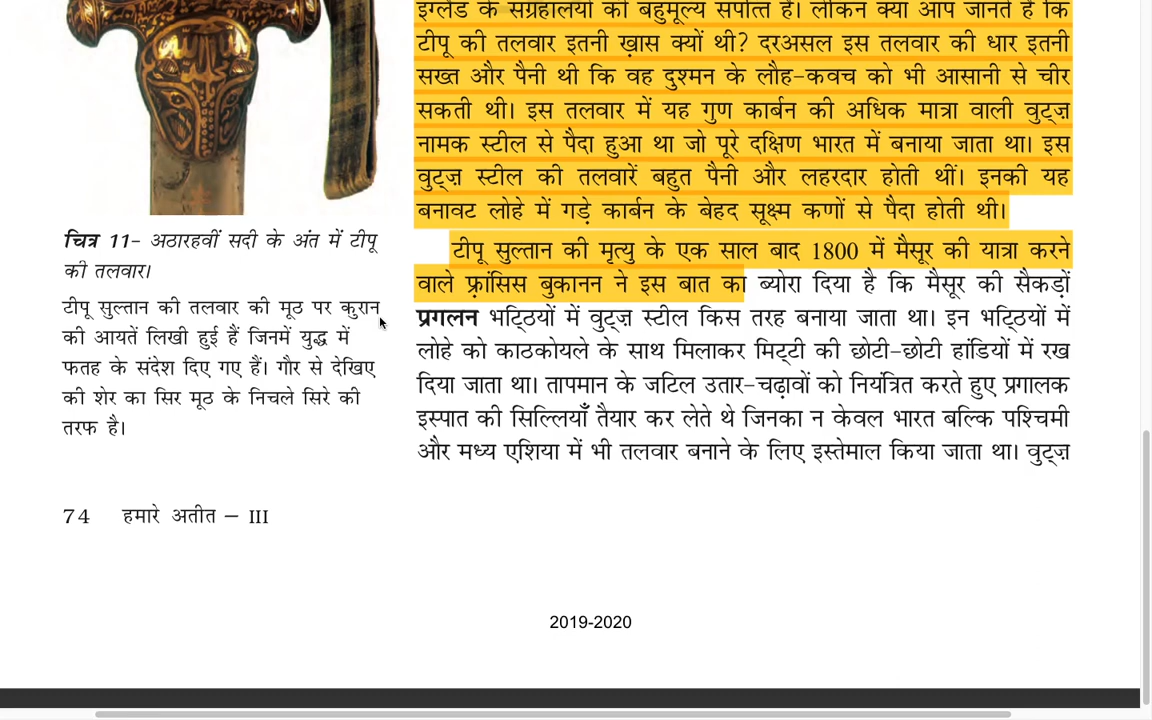 इंग्लैंड के संग्रहालयों की बहुमूल्य संपत्ति है। लेकिन क्या आप जानते हैं कि
टीपू की तलवार इतनी ख़ास क्यों थी? दरअसल इस तलवार की धार इतनी
सख्त और पैनी थी कि वह दुश्मन के लौह-कवच को भी आसानी से चीर
सकती थी। इस तलवार में यह गुण कार्बन की अधिक मात्रा वाली वुट्ज़
नामक स्टील से पैदा हुआ था जो पूरे दक्षिण भारत में बनाया जाता था। इस
वुट्ज़ स्टील की तलवारें बहुत पैनी और लहरदार होती थीं। इनकी यह
बनावट लोहे में गड़े कार्बन के बेहद सूक्ष्म कणों से पैदा होती थी।
टीपू सुल्तान की मृत्यु के एक साल बाद 1800 में मैसूर की यात्रा करने
वाले फ़्रांसिस बुकानन ने इस बात का ब्योरा दिया है कि मैसूर की सैकड़ों
प्रगलन भट्ठियों में वुट्ज़ स्टील किस तरह बनाया जाता था। इन भट्ठियों में
लोहे को काठकोयले के साथ मिलाकर मिट्टी की छोटी-छोटी हांडियों में रख
दिया जाता था। तापमान के जटिल उतार-चढ़ावों को नियंत्रित करते हुए प्रगालक
इस्पात की सिल्लियाँ तैयार कर लेते थे जिनका न केवल भारत बल्कि पश्चिमी
और मध्य एशिया में भी तलवार बनाने के लिए इस्तेमाल किया जाता था। वुट्ज़
चित्र 11- अठारहवीं सदी के अंत में टीपू
की तलवार।
टीपू सुल्तान की तलवार की मूठ पर कुरान
की आयतें लिखी हुई हैं जिनमें युद्ध में
फतह के संदेश दिए गए हैं। गौर से देखिए
की शेर का सिर मूठ के निचले सिरे की
तरफ है।
74 हमारे अतीत – III
2019-2020